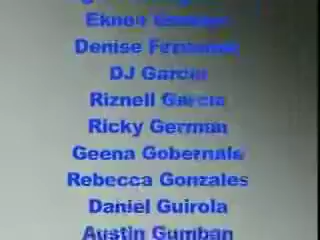 Denise
DJ Garcia
Riznell Garcia
Ricky German
Geena Gobernale
Rebecca Gonzales
Daniel Guirola
Austin Gumban